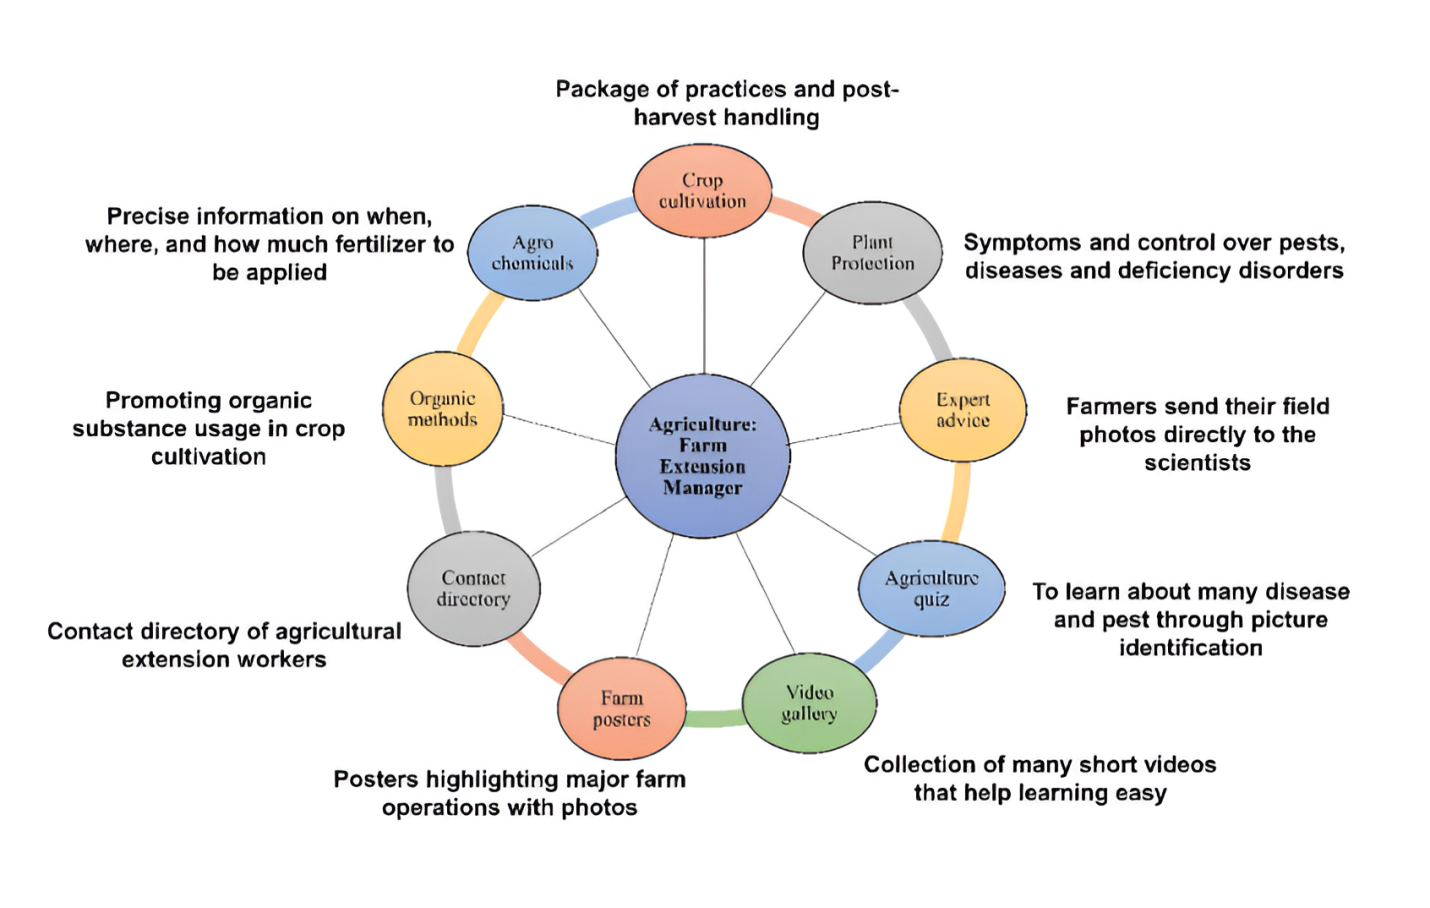 Package of practices and post-
harvest handling
Crop
cultivation
Plant
Protection
Symptoms and control over pests,
diseases and deficiency disorders
Expert
advice
Farmers send their field
photos directly to the
scientists
Agriculture
quiz
To learn about many disease
and pest through picture
identification
Video
gallery
Collection of many short videos
that help learning easy
Farm
posters
Posters highlighting major farm
operations with photos
Contact
directory
Contact directory of agricultural
extension workers
Organic
methods
Promoting organic
substance usage in crop
cultivation
Agro
chemicals
Precise information on when,
where, and how much fertilizer to
be applied
Agriculture:
Farm
Extension
Manager